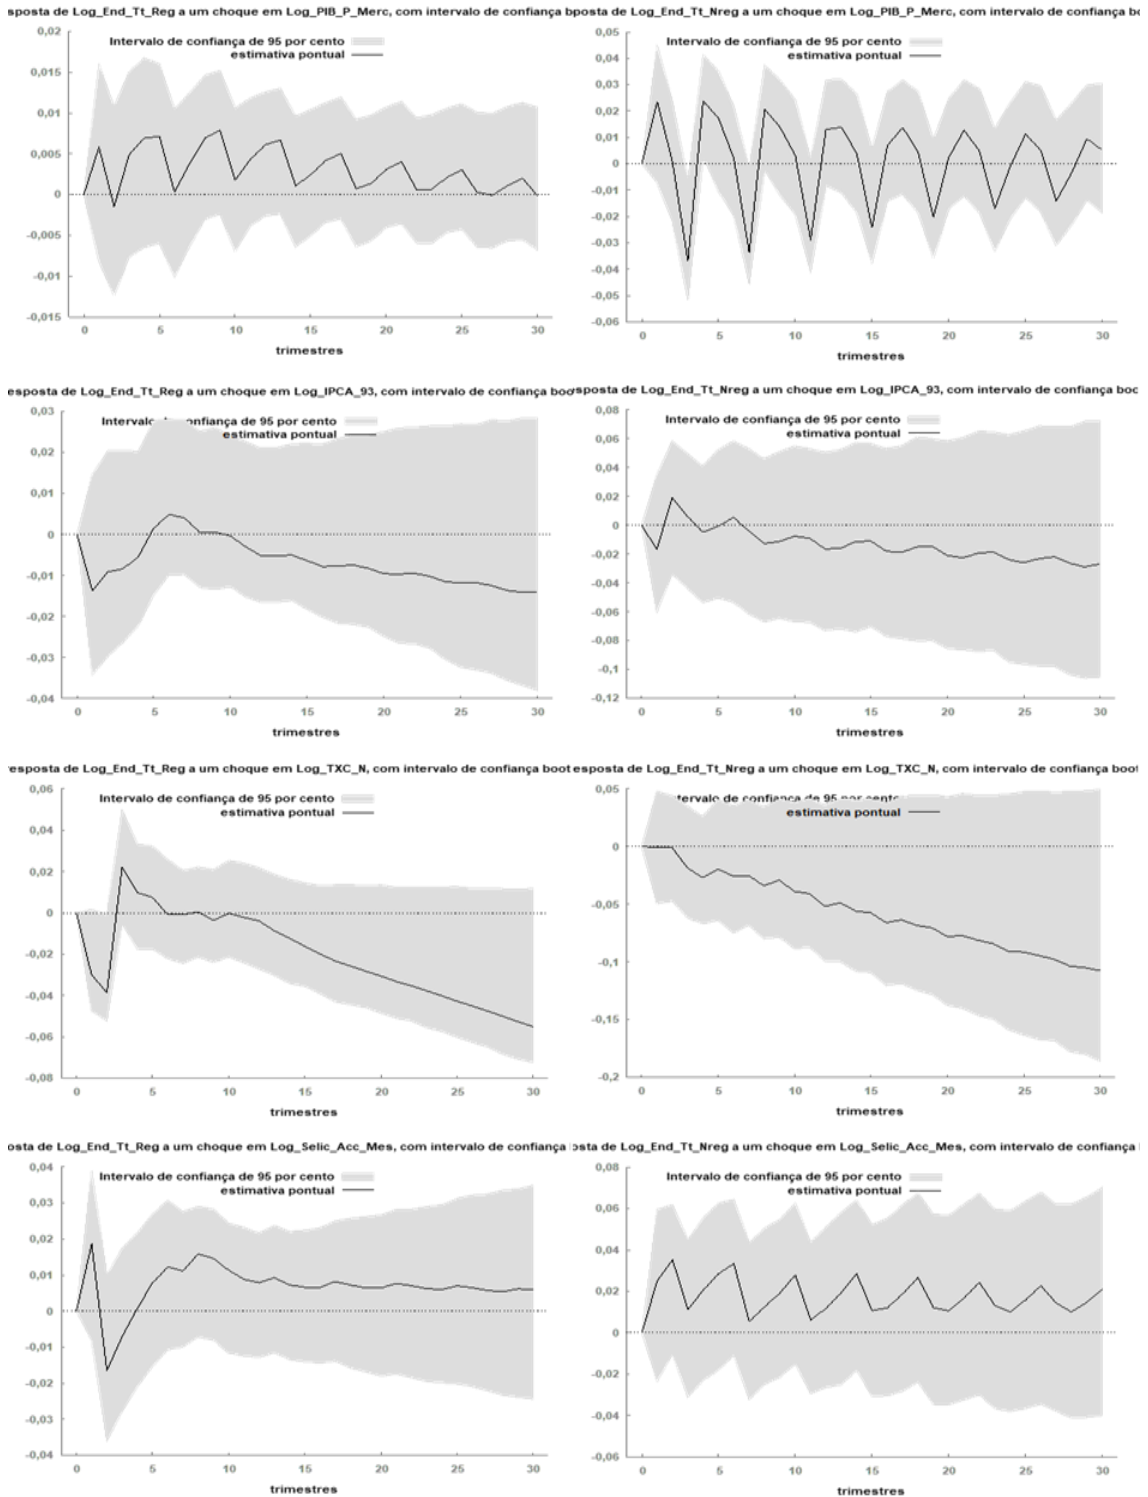 sposta de Log_End_Tt_Reg a um choque em Log_PIB_P_Merc, com intervalo de confiança b
0,02
0,015
0,01
0,005
0
-0,005
-0,01
-0,015
Intervalo de confiança de 95 por cento
estimativa pontual
0 5 10 15 20 25 30
trimestres
posta de Log_End_Tt_Nreg a um choque em Log_PIB_P_Merc, com intervalo de confiança bo
0,05
0,04
0,03
0,02
0,01
0
-0,01
-0,02
-0,03
-0,04
-0,05
-0,06
Intervalo de confiança de 95 por cento
estimativa pontual
0 5 10 15 20 25 30
trimestres
esposta de Log_End_Tt_Reg a um choque em Log_IPCA_93, com intervalo de confiança boo
0,03
0,02
0,01
0
-0,01
-0,02
-0,03
-0,04
Intervalo de confiança de 95 por cento
estimativa pontual
0 5 10 15 20 25 30
trimestres
sposta de Log_End_Tt_Nreg a um choque em Log_IPCA_93, com intervalo de confiança boc
0,08
0,06
0,04
0,02
0
-0,02
-0,04
-0,06
-0,08
-0,1
-0,12
Intervalo de confiança de 95 por cento
estimativa pontual
0 5 10 15 20 25 30
trimestres
esposta de Log_End_Tt_Reg a um choque em Log_TXC_N, com intervalo de confiança boot
0,06
0,04
0,02
0
-0,02
-0,04
-0,06
-0,08
Intervalo de confiança de 95 por cento
estimativa pontual
0 5 10 15 20 25 30
trimestres
esposta de Log_End_Tt_Nreg a um choque em Log_TXC_N, com intervalo de confiança boot
0,05
0
-0,05
-0,1
-0,15
-0,2
tervalo de confiança de 95 por cento
estimativa pontual
0 5 10 15 20 25 30
trimestres
osta de Log_End_Tt_Reg a um choque em Log_Selic_Acc_Mes, com intervalo de confiança
0,04
0,03
0,02
0,01
0
-0,01
-0,02
-0,03
-0,04
Intervalo de confiança de 95 por cento
estimativa pontual
0 5 10 15 20 25 30
trimestres
osta de Log_End_Tt_Nreg a um choque em Log_Selic_Acc_Mes, com intervalo de confiança
0,08
0,06
0,04
0,02
0
-0,02
-0,04
-0,06
Intervalo de confiança de 95 por cento
estimativa pontual
0 5 10 15 20 25 30
trimestres